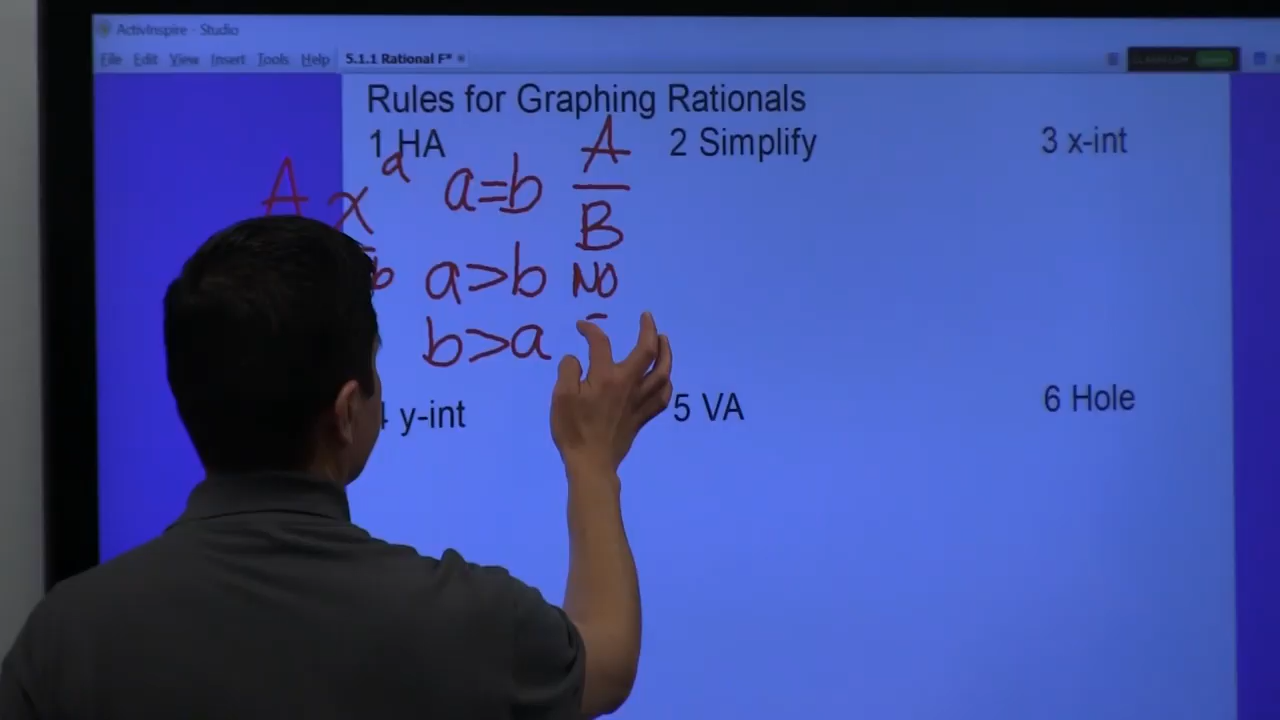 ActivInspire - Studio
File Edit View Insert Tools Help 5.1.1 Rational F*
Rules for Graphing Rationals
1 HA
2 Simplify
3 x-int
A x^a
b
a=b A/B
a>b NO
b>a
4 y-int
5 VA
6 Hole